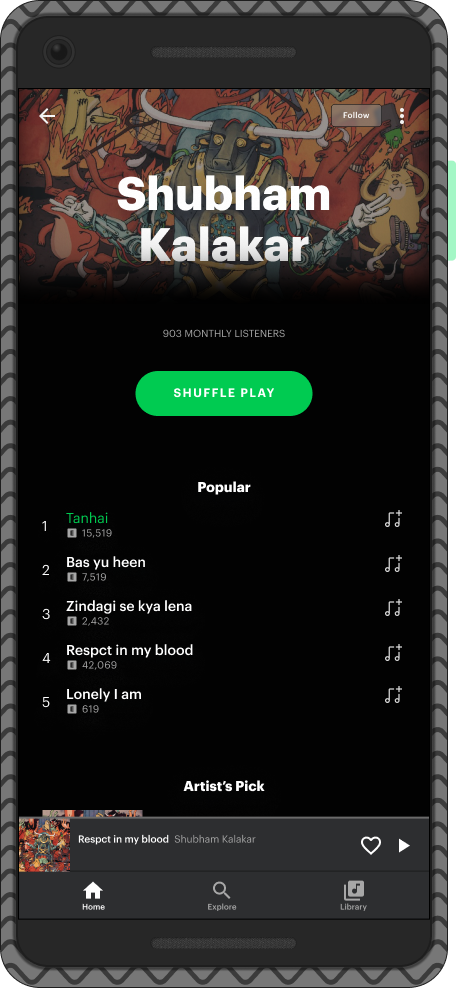 Follow
Shubham
Kalakar
903 MONTHLY LISTENERS
SHUFFLE PLAY
Popular
1 Tanhai
E 15,519
2 Bas yu heen
E 7,519
3 Zindagi se kya lena
E 2,432
4 Respct in my blood
E 42,069
5 Lonely I am
E 619
Artist's Pick
Respct in my blood Shubham Kalakar
Home Explore Library